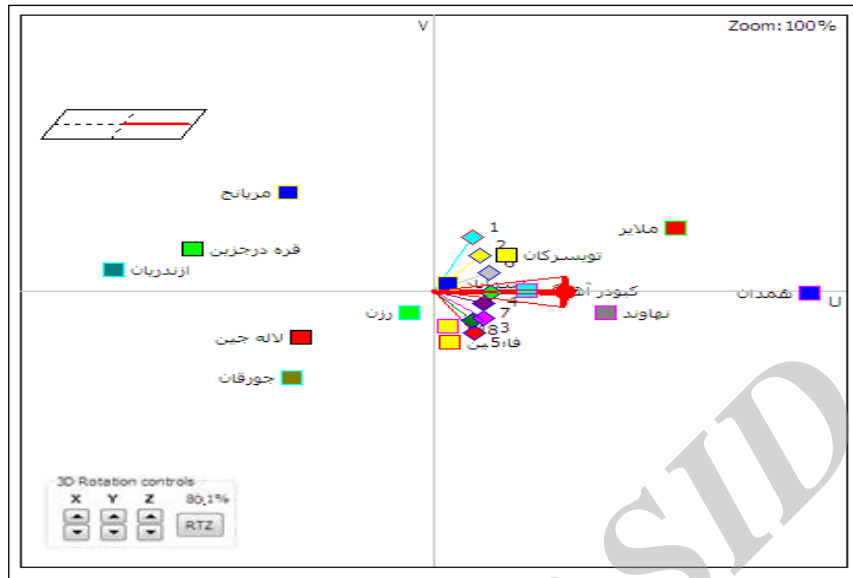 V
Zoom: 100%
مریانج
1
ملایر
2
تویسرکان
قره درجزین
ازندریان
کبودر
همدان
U
4
رزن
7
نهاوند
3
8
5
لاله جین
جورقان
3D Rotation controls
X Y Z 80.1%
RTZ
SID